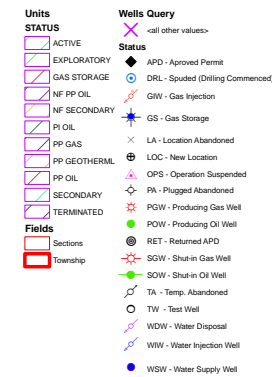 Units
STATUS
ACTIVE
EXPLORATORY
GAS STORAGE
NF PP OIL
NF SECONDARY
PI OIL
PP GAS
PP GEOTHERML
PP OIL
SECONDARY
TERMINATED
Fields
Sections
Township
Wells Query
<all other values>
Status
APD - Aproved Permit
DRL - Spuded (Drilling Commenced)
GIW - Gas Injection
GS - Gas Storage
LA - Location Abandoned
LOC - New Location
OPS - Operation Suspended
PA - Plugged Abandoned
PGW - Producing Gas Well
POW - Producing Oil Well
RET - Returned APD
SGW - Shut-in Gas Well
SOW - Shut-in Oil Well
TA - Temp. Abandoned
TW - Test Well
WDW - Water Disposal
WIW - Water Injection Well
WSW - Water Supply Well